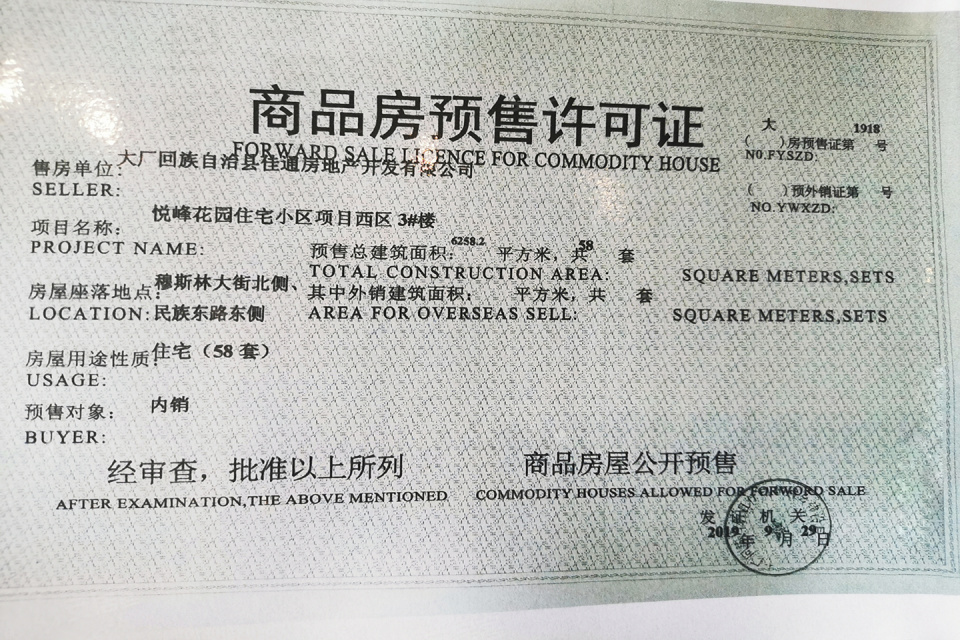 商品房预售许可证
FORWARD SALE LICENCE FOR COMMODITY HOUSE
大 1918
( )房预售证第 号
N0.FYSZD:
( )预外销证第 号
NO.YWXZD:
售房单位: 大厂回族自治县佳通房地产开发有限公司
SELLER:
项目名称: 悦峰花园住宅小区项目西区 3#楼
PROJECT NAME:
预售总建筑面积: 6258.2 平方米, 共 58 套
TOTAL CONSTRUCTION AREA: SQUARE METERS,SETS
房屋座落地点: 穆斯林大街北侧、
LOCATION: 民族东路东侧
其中外销建筑面积: 平方米, 共 套
AREA FOR OVERSEAS SELL: SQUARE METERS,SETS
房屋用途性质: 住宅（58 套）
USAGE:
预售对象: 内销
BUYER:
经审查, 批准以上所列 商品房屋公开预售
AFTER EXAMINATION,THE ABOVE MENTIONED COMMODITY HOUSES ALLOWED FOR FORWORD SALE
发 机 关
2019 年 9 月 29 日